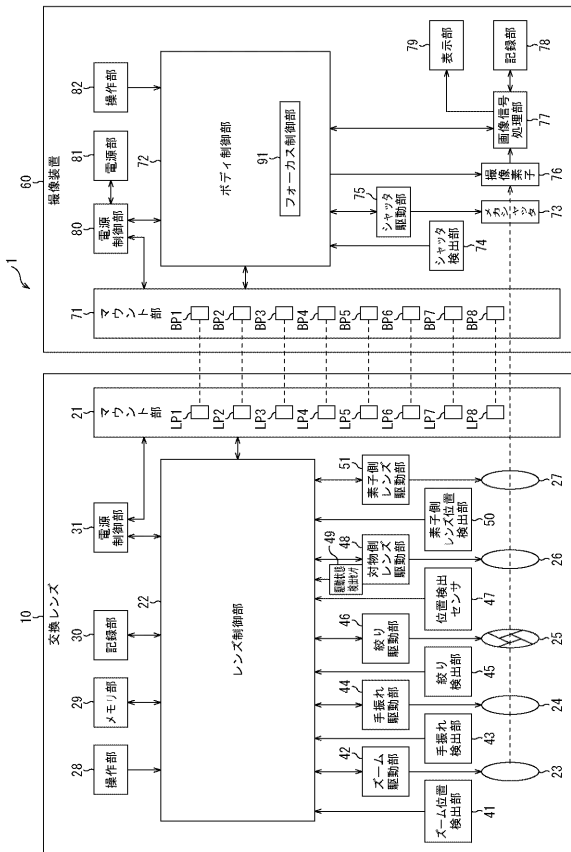 1
10
交換レンズ
28
操作部
29
メモリ部
30
記録部
31
電源
制御部
22
レンズ制御部
21
マウント部
LP1
LP2
LP3
LP4
LP5
LP6
LP7
LP8
41
ズーム位置
検出部
42
ズーム
駆動部
43
手振れ
検出部
44
手振れ
駆動部
45
絞り
検出部
46
絞り
駆動部
47
位置検出
センサ
49
駆動状態
検出センサ
48
対物側
レンズ
駆動部
50
素子側
レンズ位置
検出部
51
素子側
レンズ
駆動部
23
24
25
26
27
60
撮像装置
71
マウント部
BP1
BP2
BP3
BP4
BP5
BP6
BP7
BP8
80
電源
制御部
81
電源部
82
操作部
72
ボディ制御部
91
フォーカス制御部
74
シャッタ
検出部
75
シャッタ
駆動部
73
メカシャッタ
76
撮像素子
77
画像信号
処理部
79
表示部
78
記録部